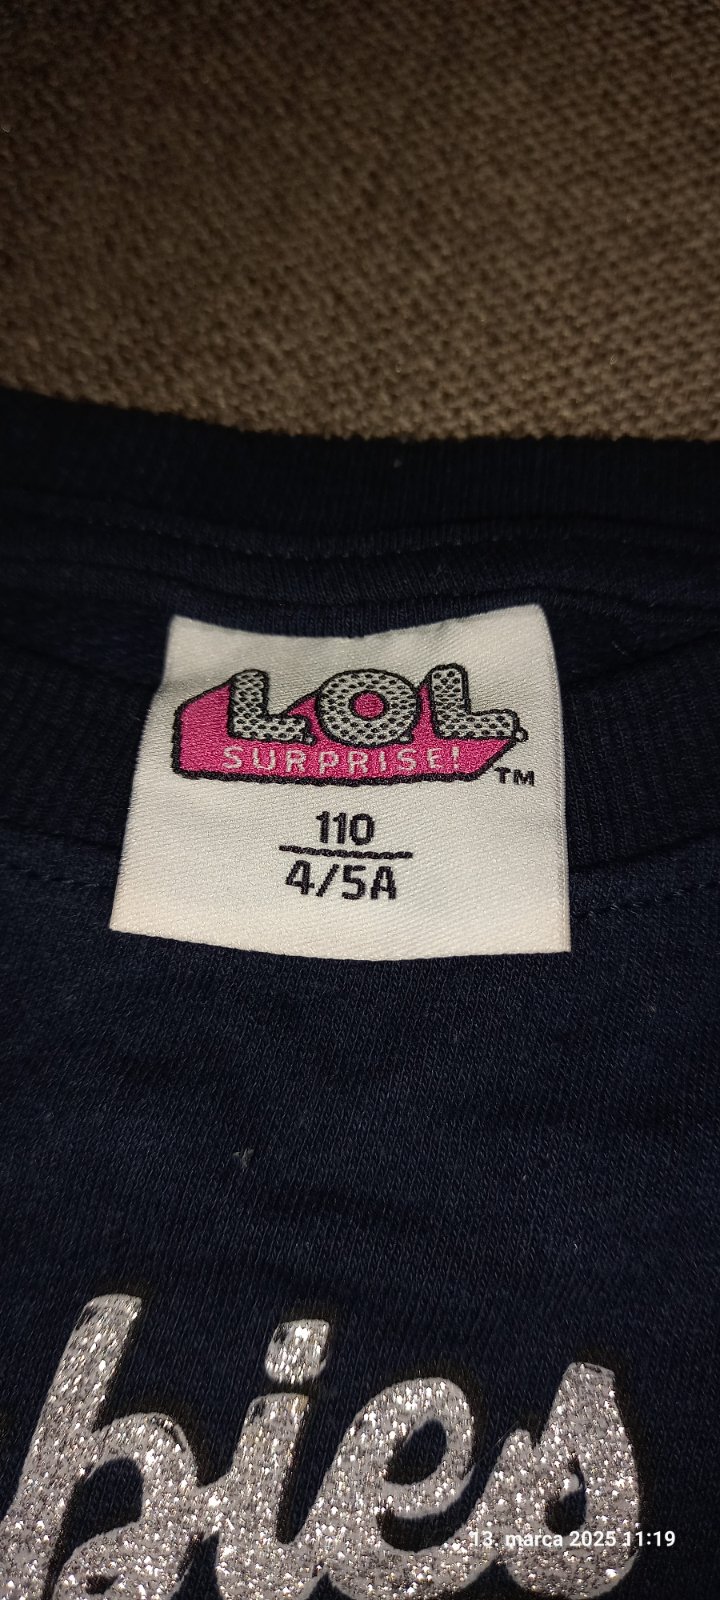 L.O.L.
SURPRISE!
TM
110
4/5A
bies
13. marca 2025 11:19